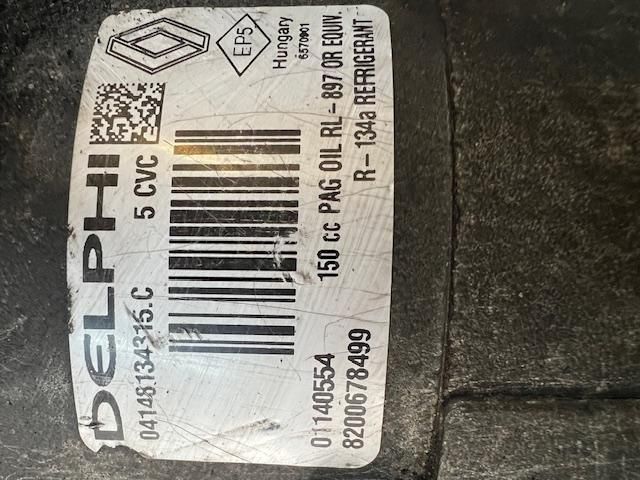 EP5
Hungary
6570901
DELPHI
04148134315.C 5 CVC
150 cc PAG OIL RL-897 OR EQUIV.
R-134a REFRIGERANT
01140554
8200678499